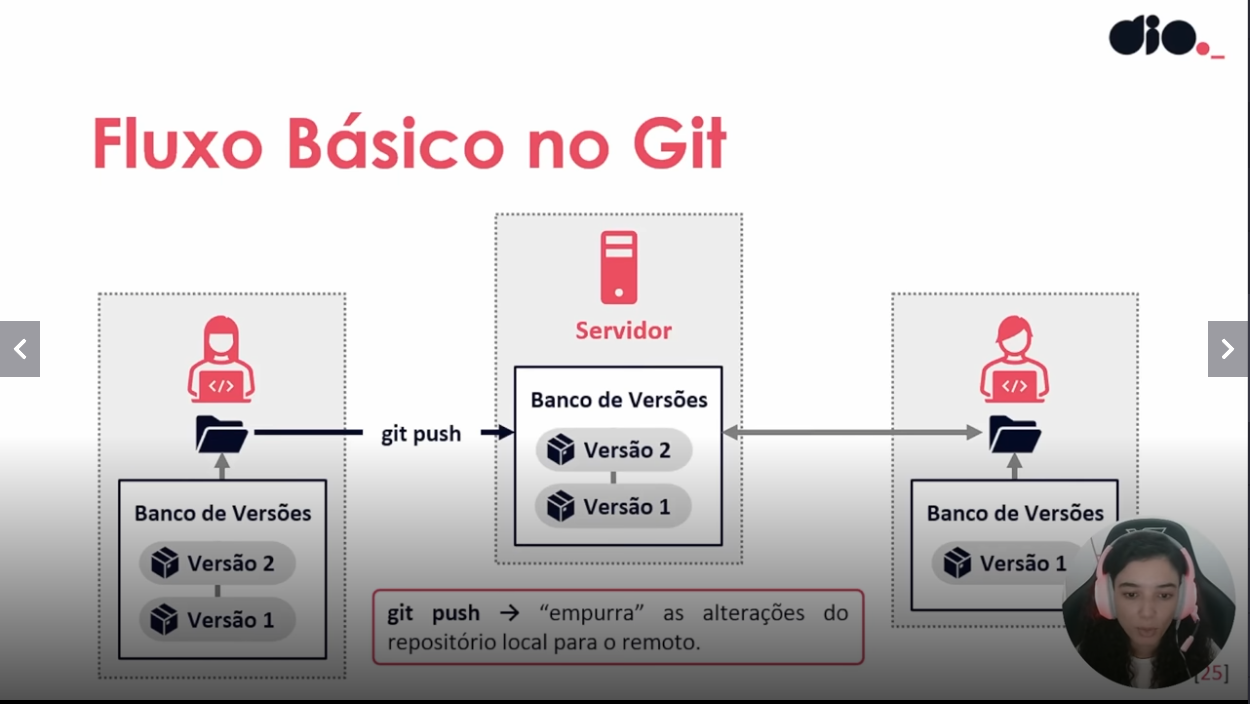 dio._
Fluxo Básico no Git
Servidor
</>
</>
Banco de Versões
git push
Versão 2
Versão 1
Banco de Versões
Versão 2
Versão 1
Banco de Versões
Versão 1
git push → “empurra” as alterações do
repositório local para o remoto.
[25]